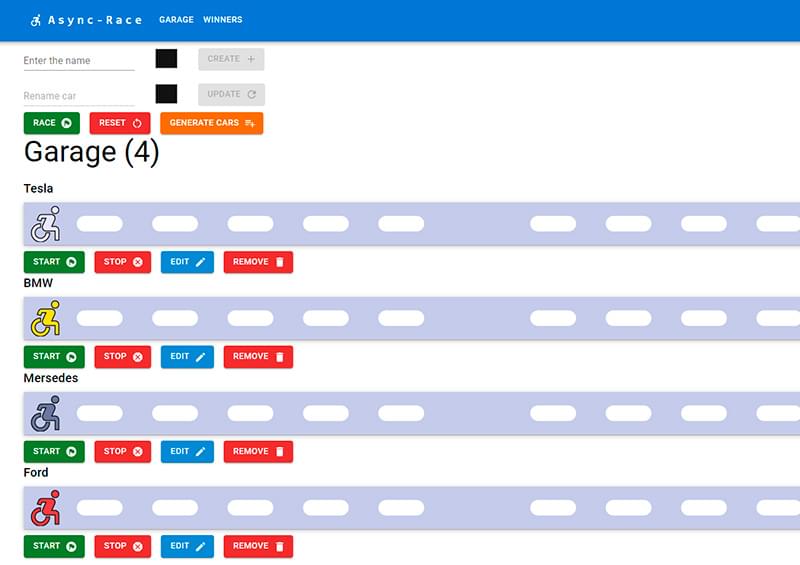 Async-Race GARAGE WINNERS
Enter the name CREATE
Rename car UPDATE
RACE RESET GENERATE CARS
Garage (4)
Tesla
START STOP EDIT REMOVE
BMW
START STOP EDIT REMOVE
Mersedes
START STOP EDIT REMOVE
Ford
START STOP EDIT REMOVE